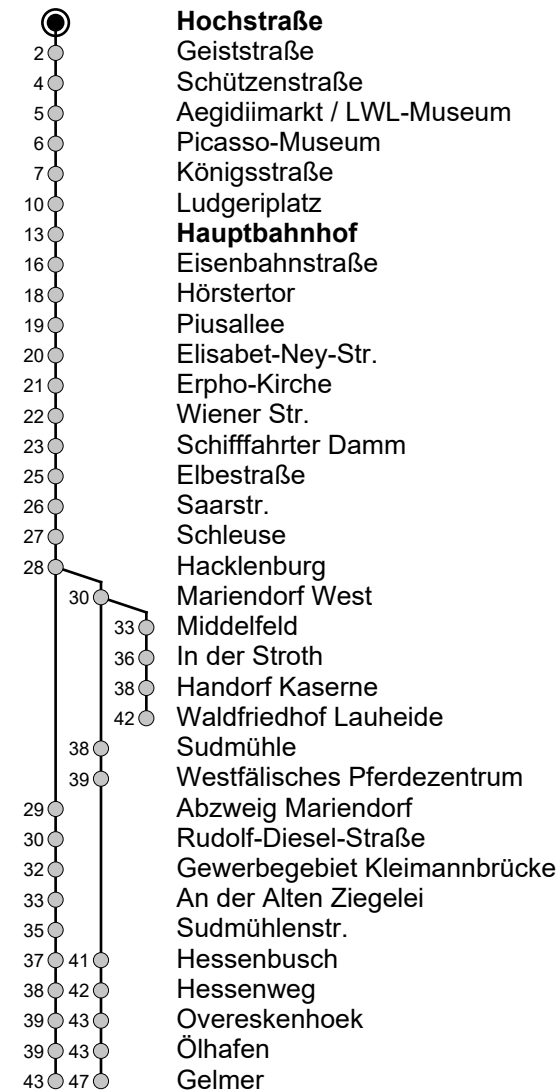 Hochstraße
2 Geiststraße
4 Schützenstraße
5 Aegidiimarkt / LWL-Museum
6 Picasso-Museum
7 Königsstraße
10 Ludgeriplatz
13 Hauptbahnhof
16 Eisenbahnstraße
18 Hörstertor
19 Piusallee
20 Elisabet-Ney-Str.
21 Erpho-Kirche
22 Wiener Str.
23 Schifffahrter Damm
25 Elbestraße
26 Saarstr.
27 Schleuse
28 Hacklenburg
30 Mariendorf West
33 Middelfeld
36 In der Stroth
38 Handorf Kaserne
42 Waldfriedhof Lauheide
38 Sudmühle
39 Westfälisches Pferdezentrum
29 Abzweig Mariendorf
30 Rudolf-Diesel-Straße
32 Gewerbegebiet Kleimannbrücke
33 An der Alten Ziegelei
35 Sudmühlenstr.
37 41 Hessenbusch
38 42 Hessenweg
39 43 Overeskenhoek
39 43 Ölhafen
43 47 Gelmer